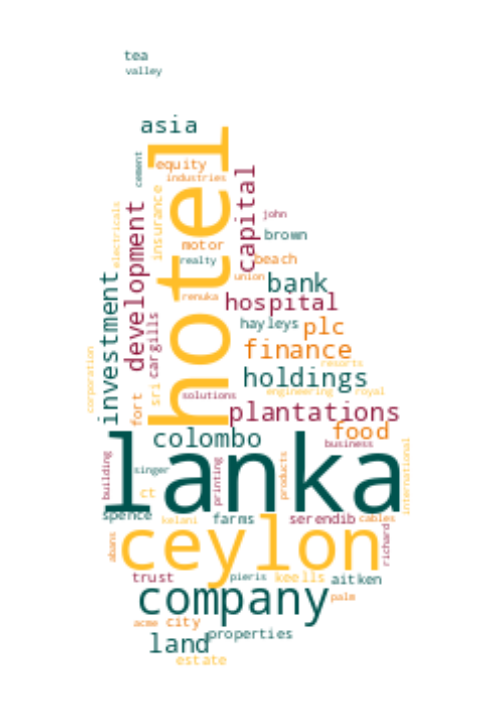 tea
valley
asia
hotel
cement
equity
industries
capital
development
insurance
electricals
john
motor
brown
realty
beach
union
bank
investment
renuka
hospital
cargills
hayleys
plc
finance
resorts
corporation
holdings
sri
fort
solutions
engineering
royal
plantations
food
colombo
business
lanka
building
singer
printing
products
international
ct
spence
kelani
farms
serendib
cables
ceylon
richard
abans
trust
pieris
keells
aitken
company
palm
acme
city
land
properties
estate